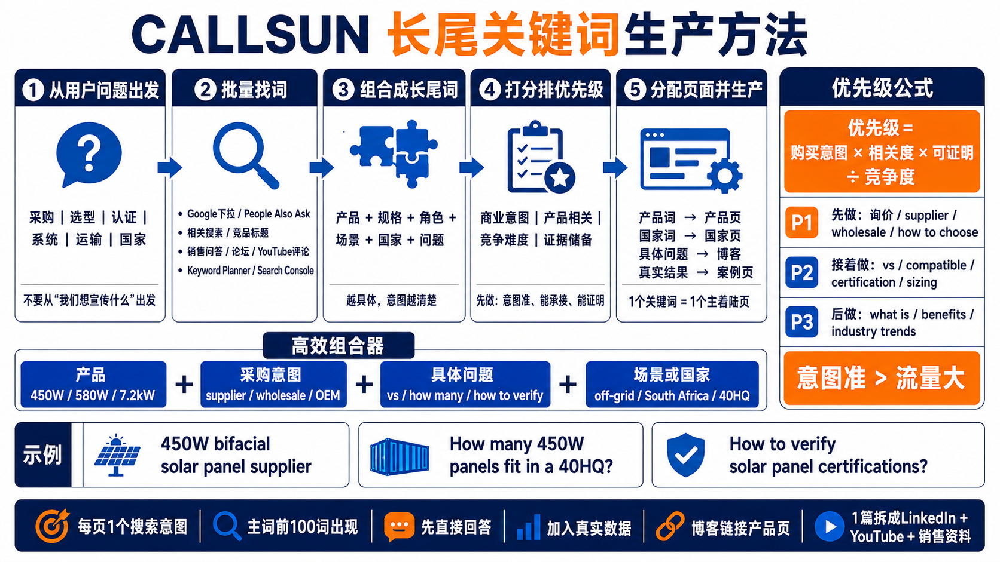 CALLSUN 长尾关键词生产方法
1 从用户问题出发
?
采购 | 选型 | 认证 |
系统 | 运输 | 国家
不要从“我们想宣传什么”出发
2 批量找词
• Google下拉 / People Also Ask
• 相关搜索 / 竞品标题
• 销售问答 / 论坛 / YouTube评论
• Keyword Planner / Search Console
3 组合成长尾词
产品 + 规格 + 角色 +
场景 + 国家 + 问题
越具体，意图越清楚
4 打分排优先级
商业意图 | 产品相关 |
竞争难度 | 证据储备
先做：意图准、能承接、能证明
5 分配页面并生产
产品词 → 产品页
国家词 → 国家页
具体问题 → 博客
真实结果 → 案例页
1个关键词 = 1个主着陆页
优先级公式
优先级 =
购买意图 × 相关度 × 可证明
÷ 竞争度
P1
先做：询价 / supplier /
wholesale / how to choose
P2
接着做：vs / compatible /
certification / sizing
P3
后做：what is / benefits /
industry trends
意图准 > 流量大
高效组合器
产品
450W / 580W / 7.2kW
+
采购意图
supplier / wholesale / OEM
+
具体问题
vs / how many / how to verify
+
场景或国家
off-grid / South Africa / 40HQ
示例
450W bifacial
solar panel supplier
How many 450W
panels fit in a 40HQ?
How to verify
solar panel certifications?
每页1个搜索意图
主词前100词出现
先直接回答
加入真实数据
博客链接产品页
1篇拆成LinkedIn +
YouTube + 销售资料